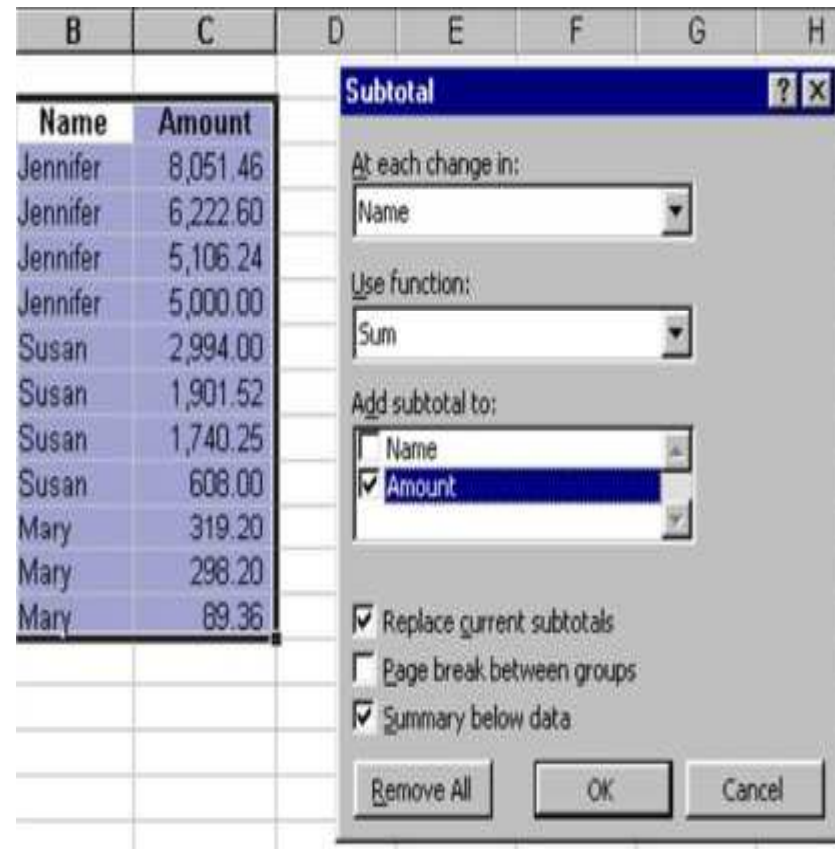 B C D E F G H
Name Amount
Jennifer 8,051.46
Jennifer 6,222.60
Jennifer 5,106.24
Jennifer 5,000.00
Susan 2,994.00
Susan 1,901.52
Susan 1,740.25
Susan 608.00
Mary 319.20
Mary 298.20
Mary 89.36
Subtotal
At each change in:
Name
Use function:
Sum
Add subtotal to:
Name
Amount
Replace current subtotals
Page break between groups
Summary below data
Remove All OK Cancel